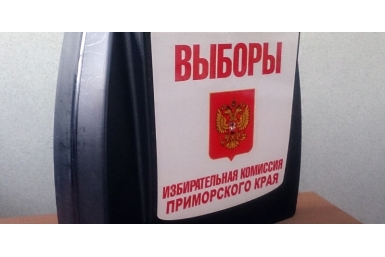 ВЫБОРЫ
ИЗБИРАТЕЛЬНАЯ КОМИССИЯ
ПРИМОРСКОГО КРАЯ